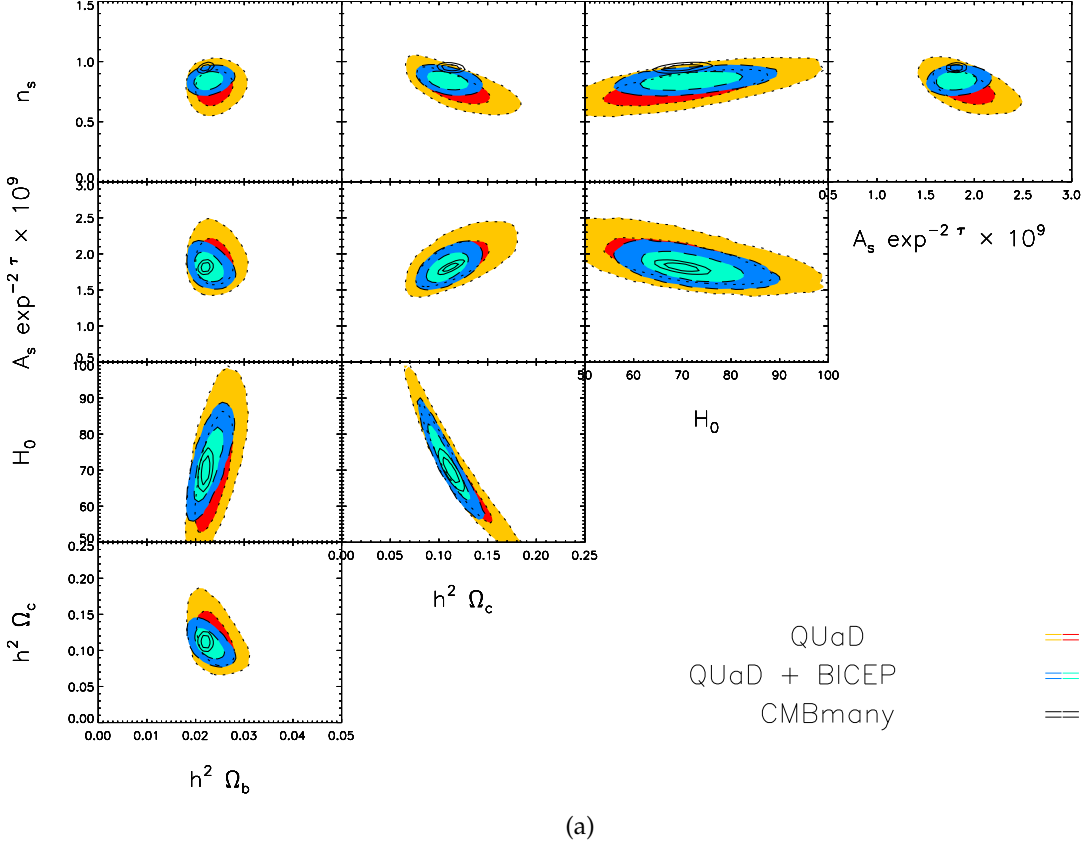 1.5
1.0
0.5
0.0
n_s
3.0
2.5
2.0
1.5
1.0
0.5
A_s exp^{-2 τ} × 10^9
0.5 1.0 1.5 2.0 2.5 3.0
A_s exp^{-2 τ} × 10^9
100
90
80
70
60
50
H_0
50 60 70 80 90 100
H_0
0.25
0.20
0.15
0.10
0.05
0.00
h^2 Ω_c
0.00 0.05 0.10 0.15 0.20 0.25
h^2 Ω_c
0.00 0.01 0.02 0.03 0.04 0.05
h^2 Ω_b
QUaD
QUaD + BICEP
CMBmany
(a)